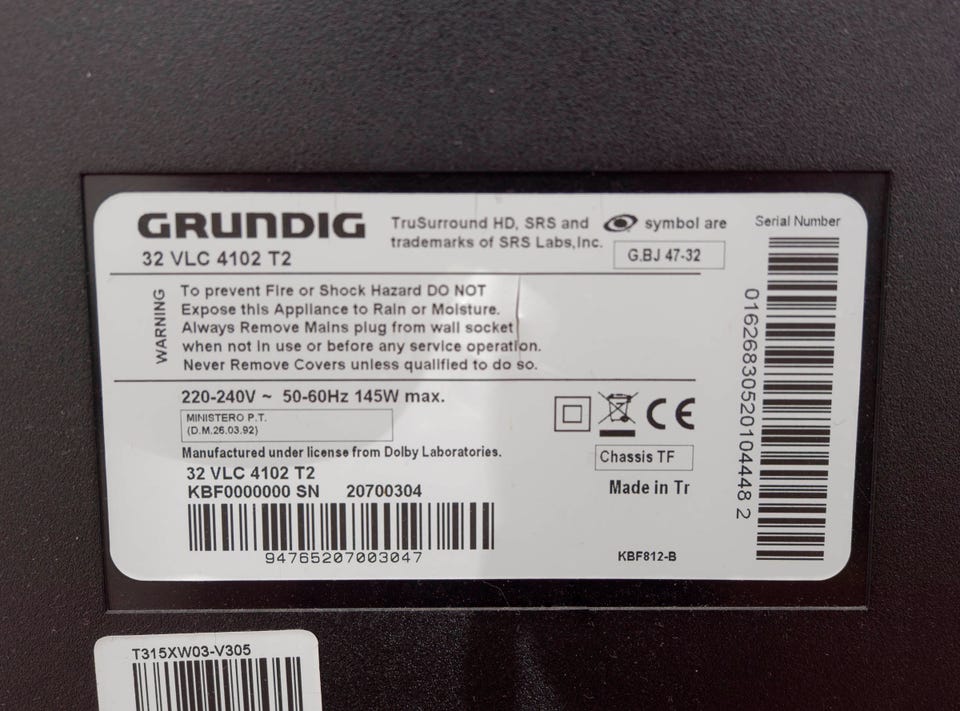 GRUNDIG
32 VLC 4102 T2
TruSurround HD, SRS and symbol are
trademarks of SRS Labs,Inc.
G.BJ 47-32
Serial Number
WARNING
To prevent Fire or Shock Hazard DO NOT
Expose this Appliance to Rain or Moisture.
Always Remove Mains plug from wall socket
when not in use or before any service operation.
Never Remove Covers unless qualified to do so.
220-240V ~ 50-60Hz 145W max.
MINISTERO P.T.
(D.M.26.03.92)
CE
Manufactured under license from Dolby Laboratories.
Chassis TF
32 VLC 4102 T2
KBF0000000 SN 20700304
Made in Tr
94765207003047
KBF812-B
01626830520104448 2
T315XW03-V305